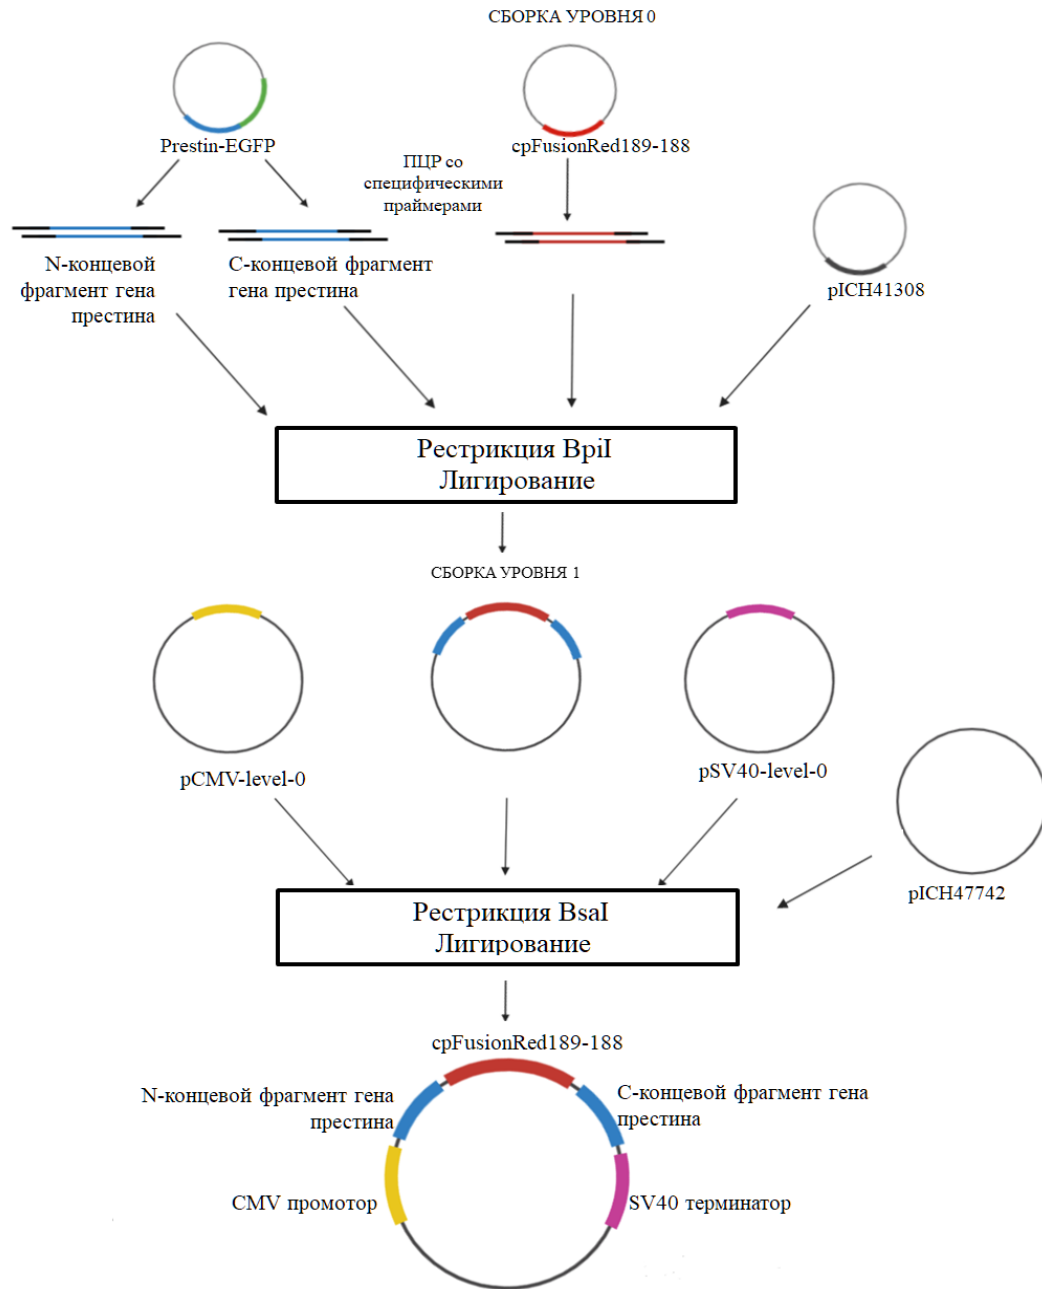 СБОРКА УРОВНЯ 0
Prestin-EGFP
cpFusionRed189-188
ПЦР со
специфическими
праймерами
N-концевой
фрагмент гена
престина
C-концевой фрагмент
гена престина
pICH41308
Рестрикция BpiI
Лигирование
СБОРКА УРОВНЯ 1
pCMV-level-0
pSV40-level-0
pICH47742
Рестрикция BsaI
Лигирование
cpFusionRed189-188
N-концевой фрагмент гена
престина
C-концевой фрагмент гена
престина
CMV промотор
SV40 терминатор